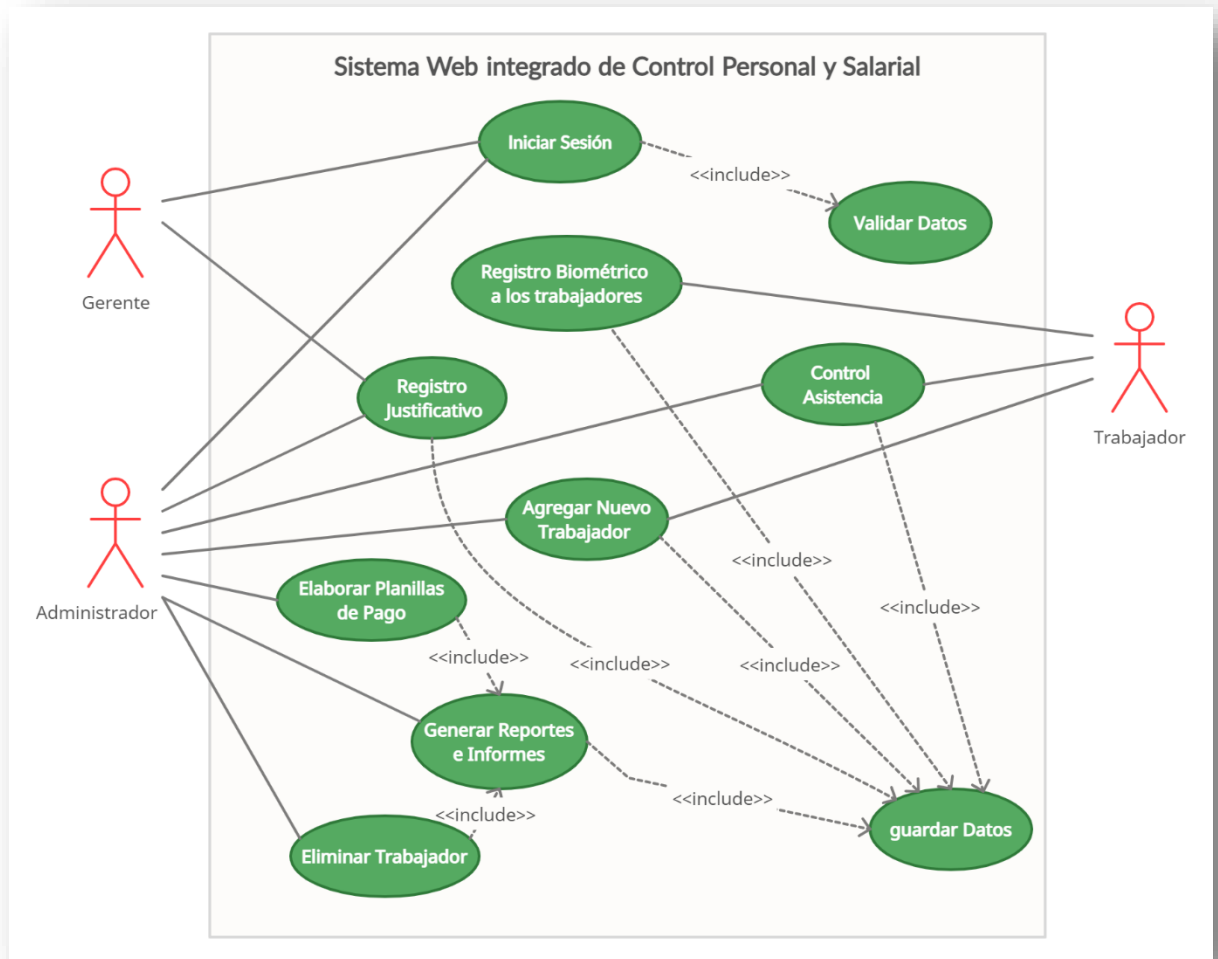 Sistema Web integrado de Control Personal y Salarial
Iniciar Sesión
<<include>>
Validar Datos
Gerente
Registro Biométrico
a los trabajadores
Registro
Justificativo
Control
Asistencia
Trabajador
Agregar Nuevo
Trabajador
Administrador
Elaborar Planillas
de Pago
<<include>>
<<include>>
<<include>>
<<include>>
<<include>>
Generar Reportes
e Informes
<<include>>
<<include>>
guardar Datos
Eliminar Trabajador